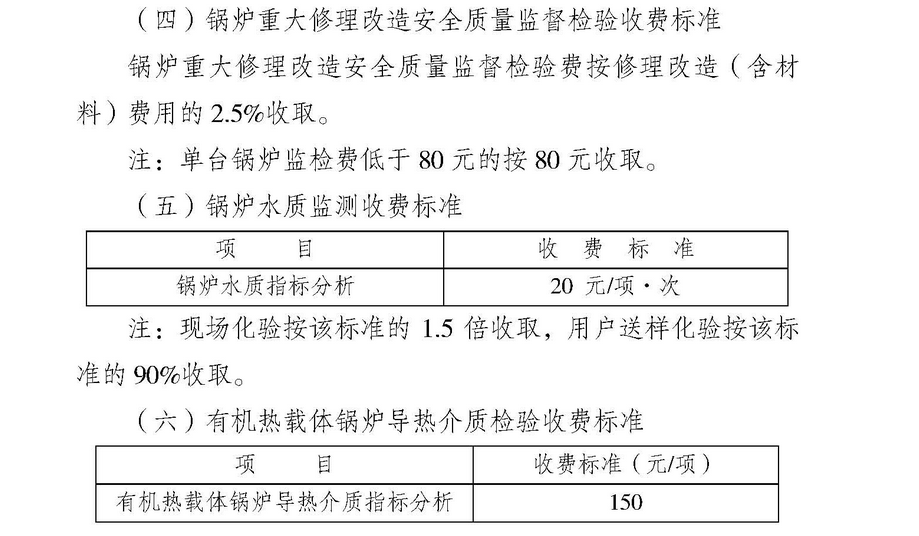 （四）锅炉重大修理改造安全质量监督检验收费标准
锅炉重大修理改造安全质量监督检验费按修理改造（含材
料）费用的 2.5%收取。
注：单台锅炉监检费低于 80 元的按 80 元收取。
（五）锅炉水质监测收费标准
项 目 收 费 标 准
锅炉水质指标分析 20 元/项·次
注：现场化验按该标准的 1.5 倍收取，用户送样化验按该标
准的 90%收取。
（六）有机热载体锅炉导热介质检验收费标准
项 目 收费标准（元/项）
有机热载体锅炉导热介质指标分析 150